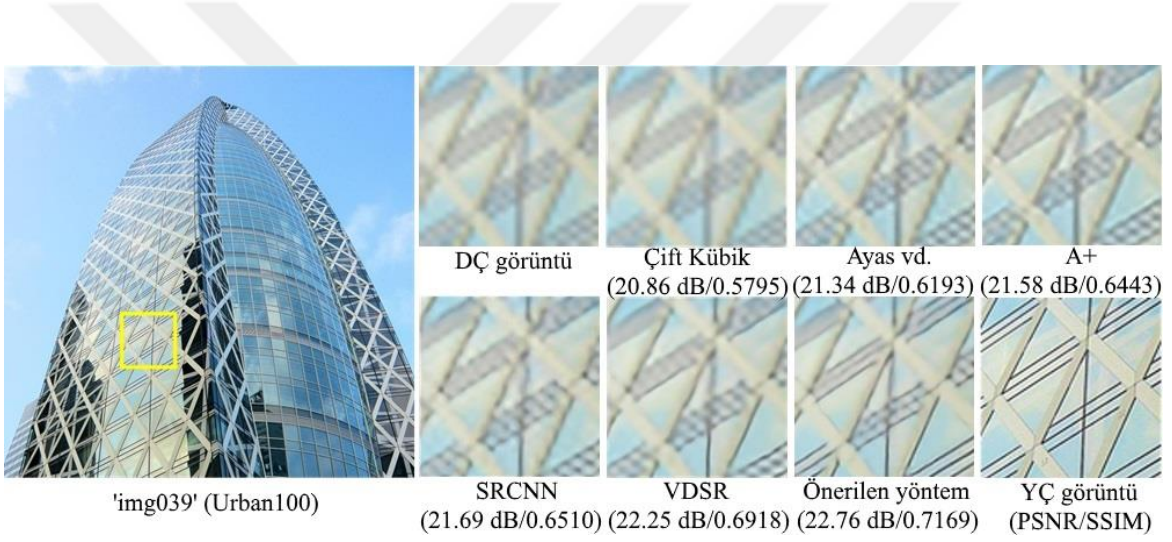 DÇ görüntü
Çift Kübik
(20.86 dB/0.5795)
Ayas vd.
(21.34 dB/0.6193)
A+
(21.58 dB/0.6443)
'img039' (Urban100)
SRCNN
(21.69 dB/0.6510)
VDSR
(22.25 dB/0.6918)
Önerilen yöntem
(22.76 dB/0.7169)
YÇ görüntü
(PSNR/SSIM)